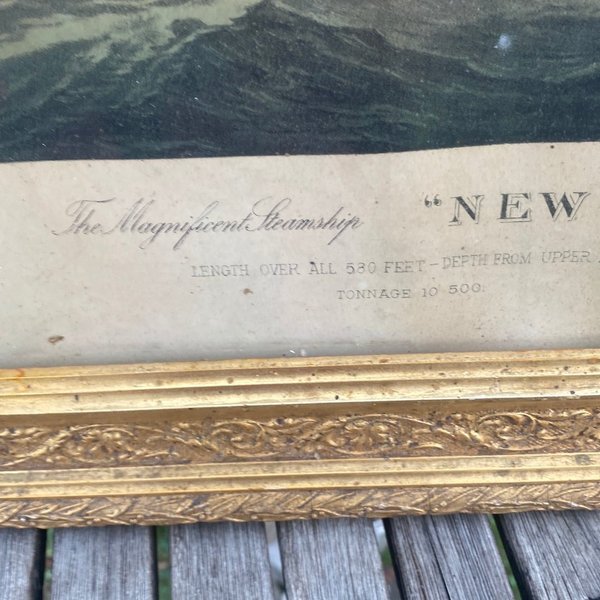 The Magnificent Steamship "NEW
LENGTH OVER ALL 580 FEET - DEPTH FROM UPPER
TONNAGE 10 500.